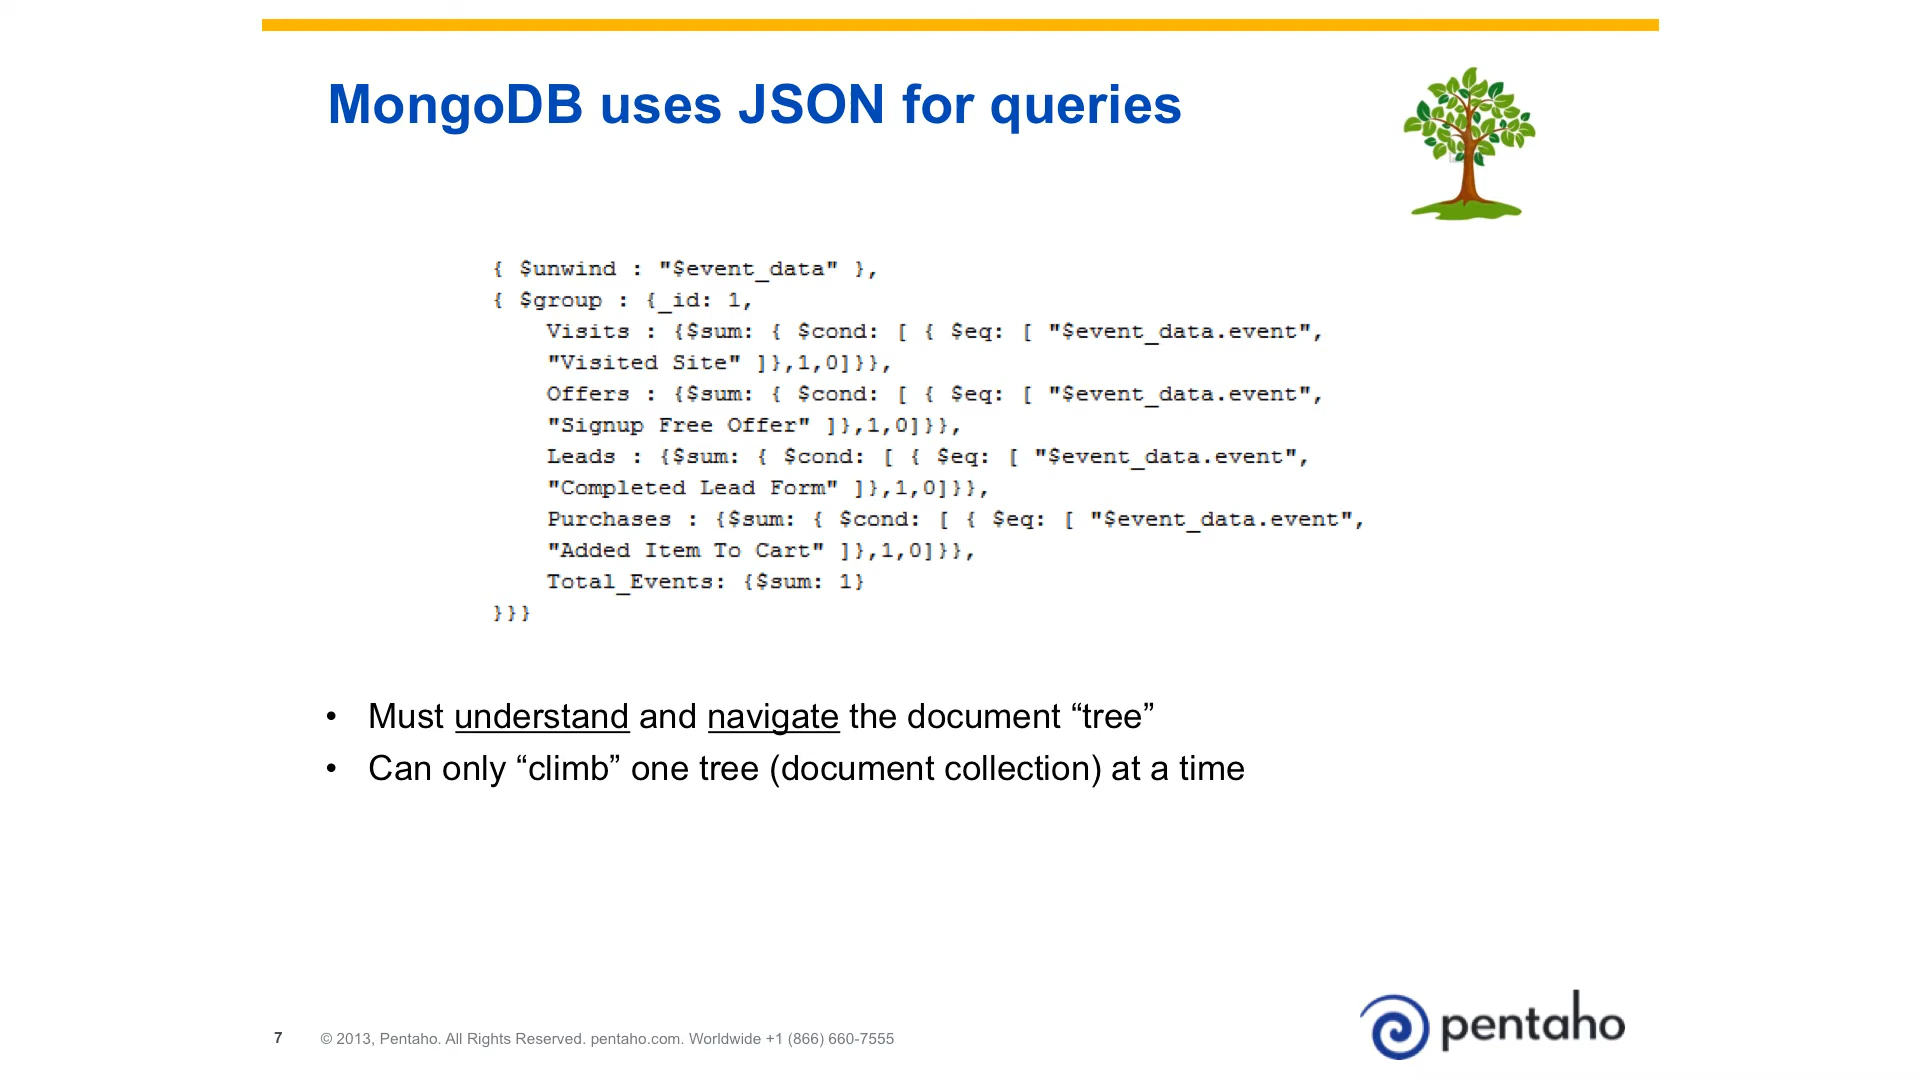 MongoDB uses JSON for queries
{ $unwind : "$event_data" },
{ $group : {_id: 1,
Visits : {$sum: { $cond: [ { $eq: [ "$event_data.event",
"Visited Site" ]},1,0]}},
Offers : {$sum: { $cond: [ { $eq: [ "$event_data.event",
"Signup Free Offer" ]},1,0]}},
Leads : {$sum: { $cond: [ { $eq: [ "$event_data.event",
"Completed Lead Form" ]},1,0]}},
Purchases : {$sum: { $cond: [ { $eq: [ "$event_data.event",
"Added Item To Cart" ]},1,0]}},
Total_Events: {$sum: 1}
}}}
• Must understand and navigate the document “tree”
• Can only “climb” one tree (document collection) at a time
7 © 2013, Pentaho. All Rights Reserved. pentaho.com. Worldwide +1 (866) 660-7555
pentaho